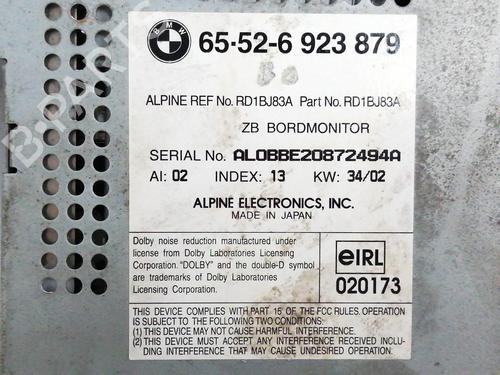 BMW
65-52-6 923 879
ALPINE REF No. RD1BJ83A Part No. RD1BJ83A
ZB BORDMONITOR
SERIAL No. AL0BBE20872494A
AI: 02 INDEX: 13 KW: 34/02
ALPINE ELECTRONICS, INC.
MADE IN JAPAN
Dolby noise reduction manufactured under
license from Dolby Laboratories Licensing
Corporation. "DOLBY" and the double-D symbol
are trademarks of Dolby Laboratories
Licensing Corporation.
eIRL
020173
THIS DEVICE COMPLIES WITH PART 15 OF THE FCC RULES. OPERATION
IS SUBJECT TO THE FOLLOWING TWO CONDITIONS:
(1) THIS DEVICE MAY NOT CAUSE HARMFUL INTERFERENCE.
(2) THIS DEVICE MUST ACCEPT ANY INTERFERENCE RECEIVED INCLUDING
INTERFERENCE THAT MAY CAUSE UNDESIRED OPERATION.
B-PARTS